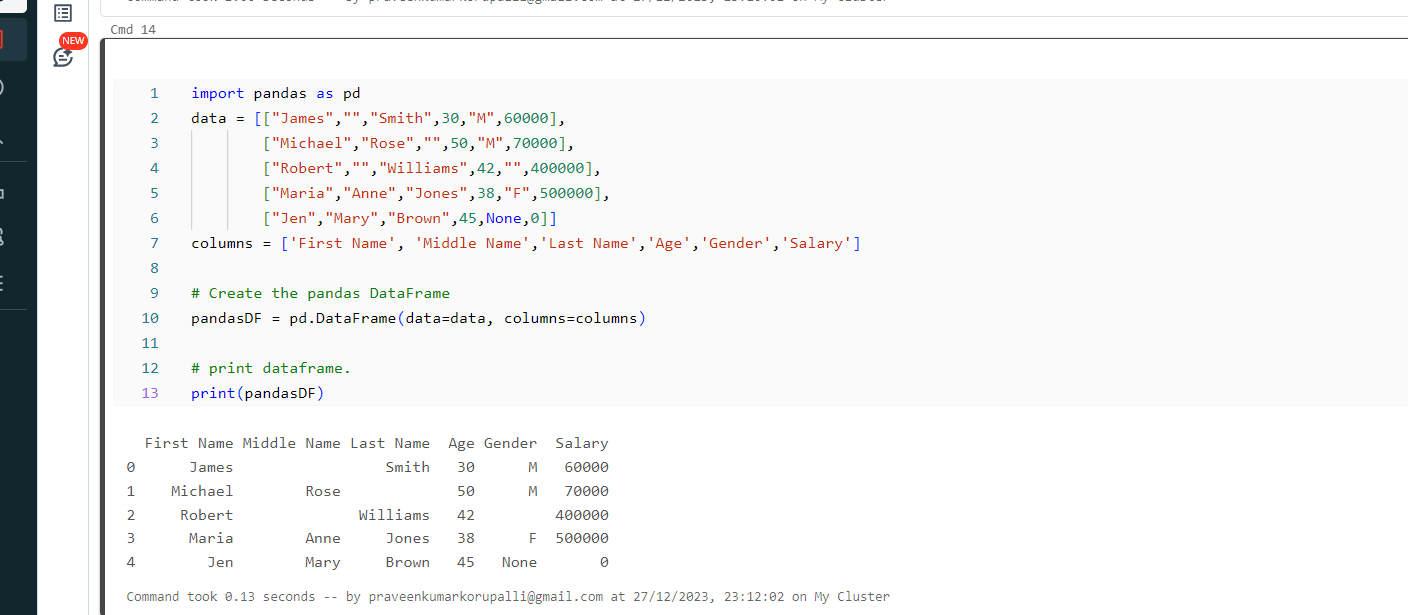 Cmd 14
NEW
1 import pandas as pd
2 data = [["James","","Smith",30,"M",60000],
3 ["Michael","Rose","",50,"M",70000],
4 ["Robert","","Williams",42,"",400000],
5 ["Maria","Anne","Jones",38,"F",500000],
6 ["Jen","Mary","Brown",45,None,0]]
7 columns = ['First Name', 'Middle Name','Last Name','Age','Gender','Salary']
8
9 # Create the pandas DataFrame
10 pandasDF = pd.DataFrame(data=data, columns=columns)
11
12 # print dataframe.
13 print(pandasDF)
First Name Middle Name Last Name Age Gender Salary
0 James Smith 30 M 60000
1 Michael Rose 50 M 70000
2 Robert Williams 42 400000
3 Maria Anne Jones 38 F 500000
4 Jen Mary Brown 45 None 0
Command took 0.13 seconds -- by praveenkumarkorupalli@gmail.com at 27/12/2023, 23:12:02 on My Cluster